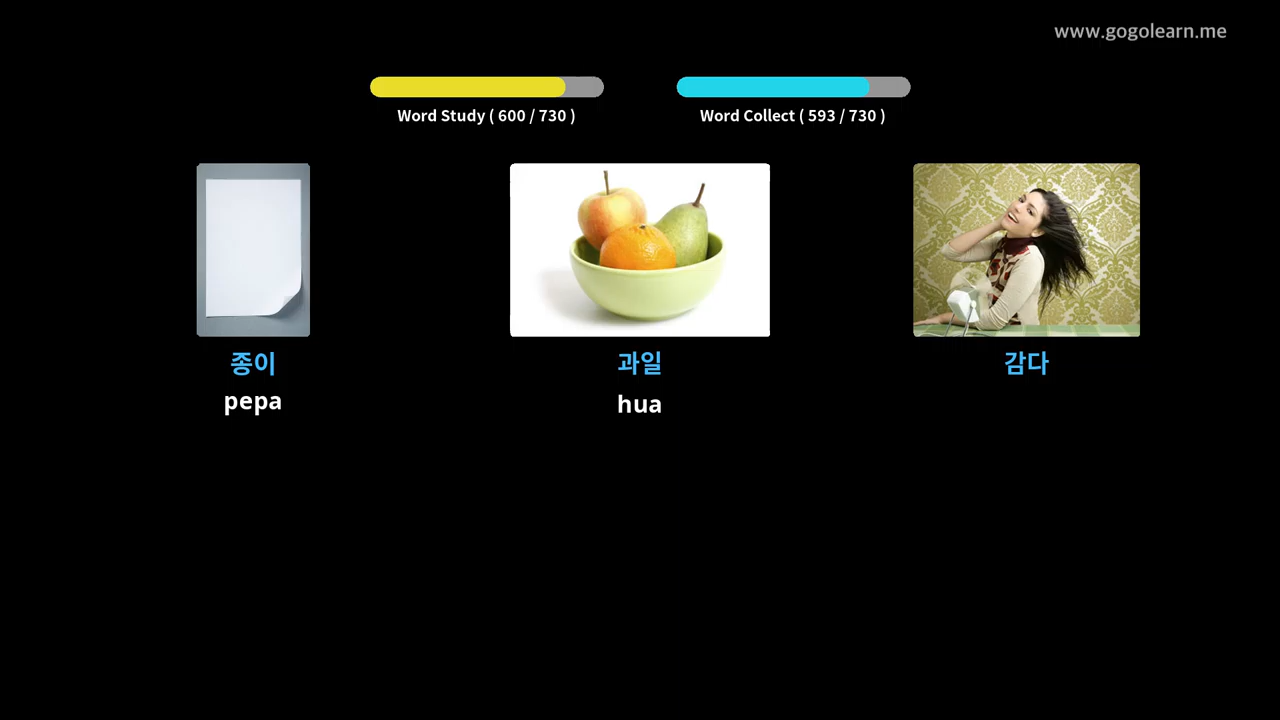 www.gogolearn.me
Word Study ( 600 / 730 )
Word Collect ( 593 / 730 )
종이
과일
감다
pepa
hua